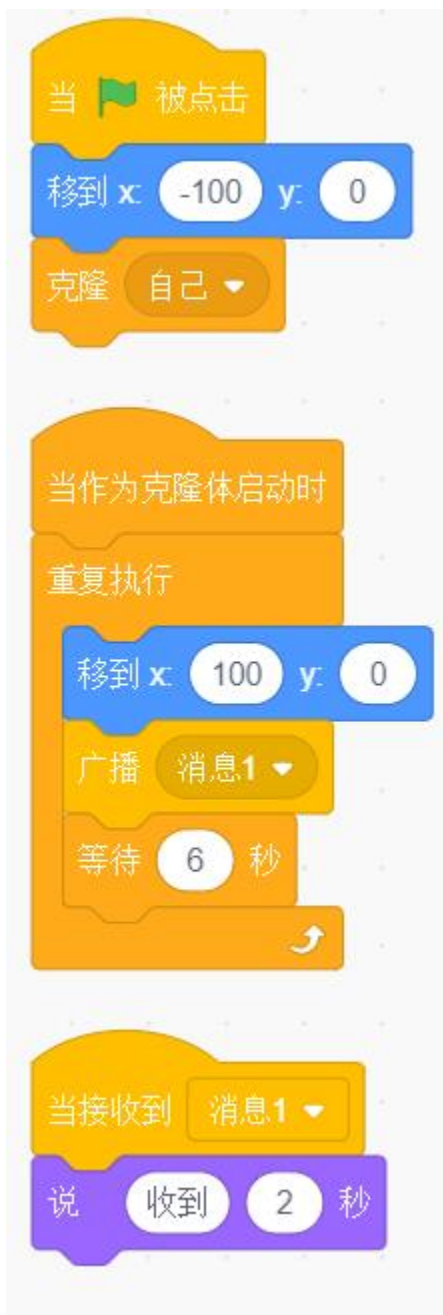 当 被点击
移到 x: -100 y: 0
克隆 自己
当作为克隆体启动时
重复执行
移到 x: 100 y: 0
广播 消息1
等待 6 秒
当接收到 消息1
说 收到 2 秒